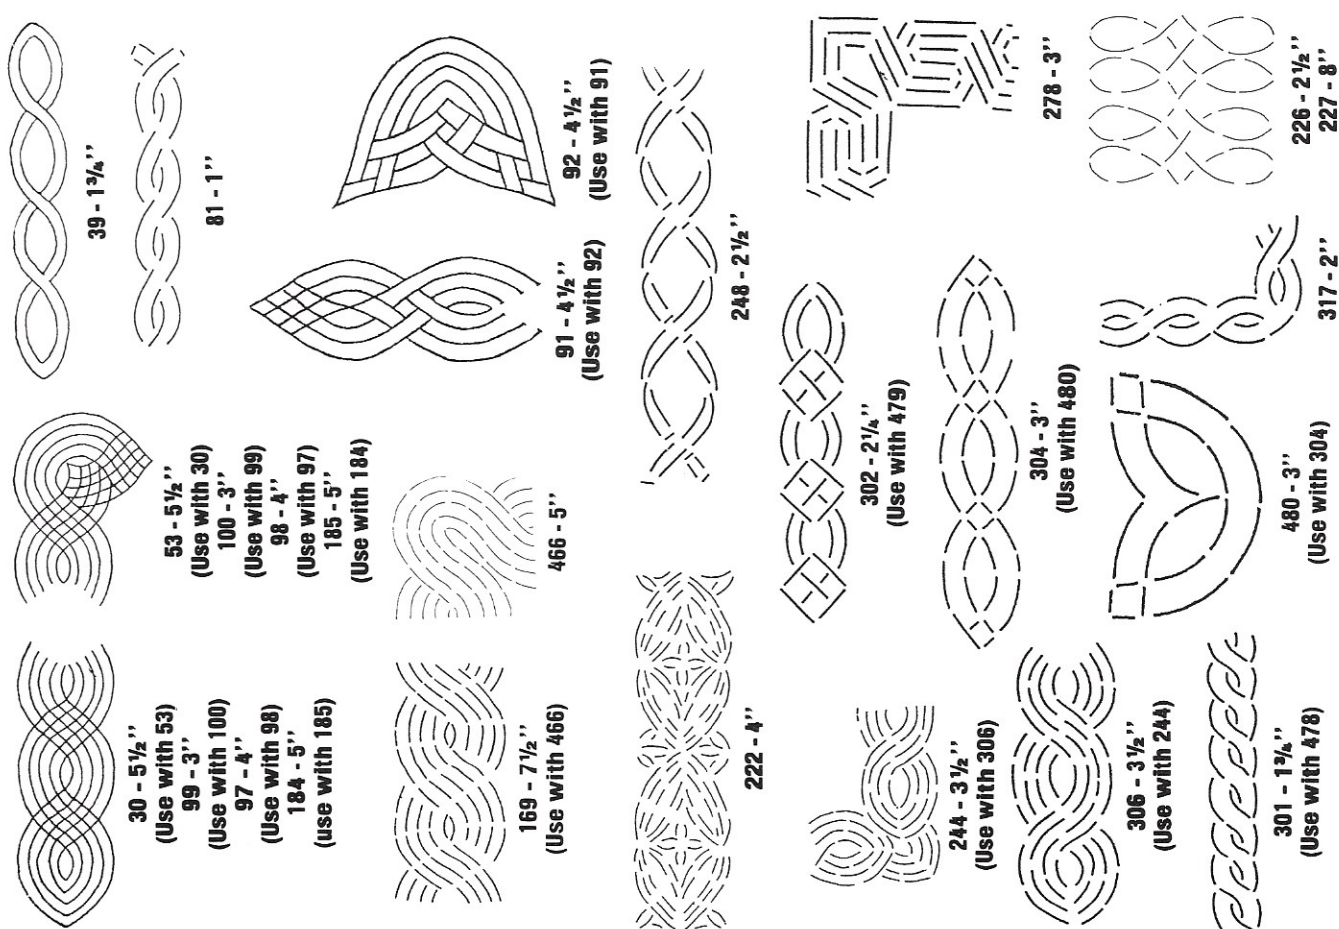 30 - 5½"
(Use with 53)
99 - 3"
(Use with 100)
97 - 4"
(Use with 98)
184 - 5"
(use with 185)
53 - 5½"
(Use with 30)
100 - 3"
(Use with 99)
98 - 4"
(Use with 97)
185 - 5"
(Use with 184)
39 - 1¾"
81 - 1"
169 - 7½"
(Use with 466)
466 - 5"
91 - 4½"
(Use with 92)
92 - 4½"
(Use with 91)
222 - 4"
248 - 2½"
244 - 3½"
(Use with 306)
302 - 2¼"
(Use with 479)
278 - 3"
306 - 3½"
(Use with 244)
304 - 3"
(Use with 480)
226 - 2½"
227 - 8"
301 - 1¾"
(Use with 478)
480 - 3"
(Use with 304)
317 - 2"